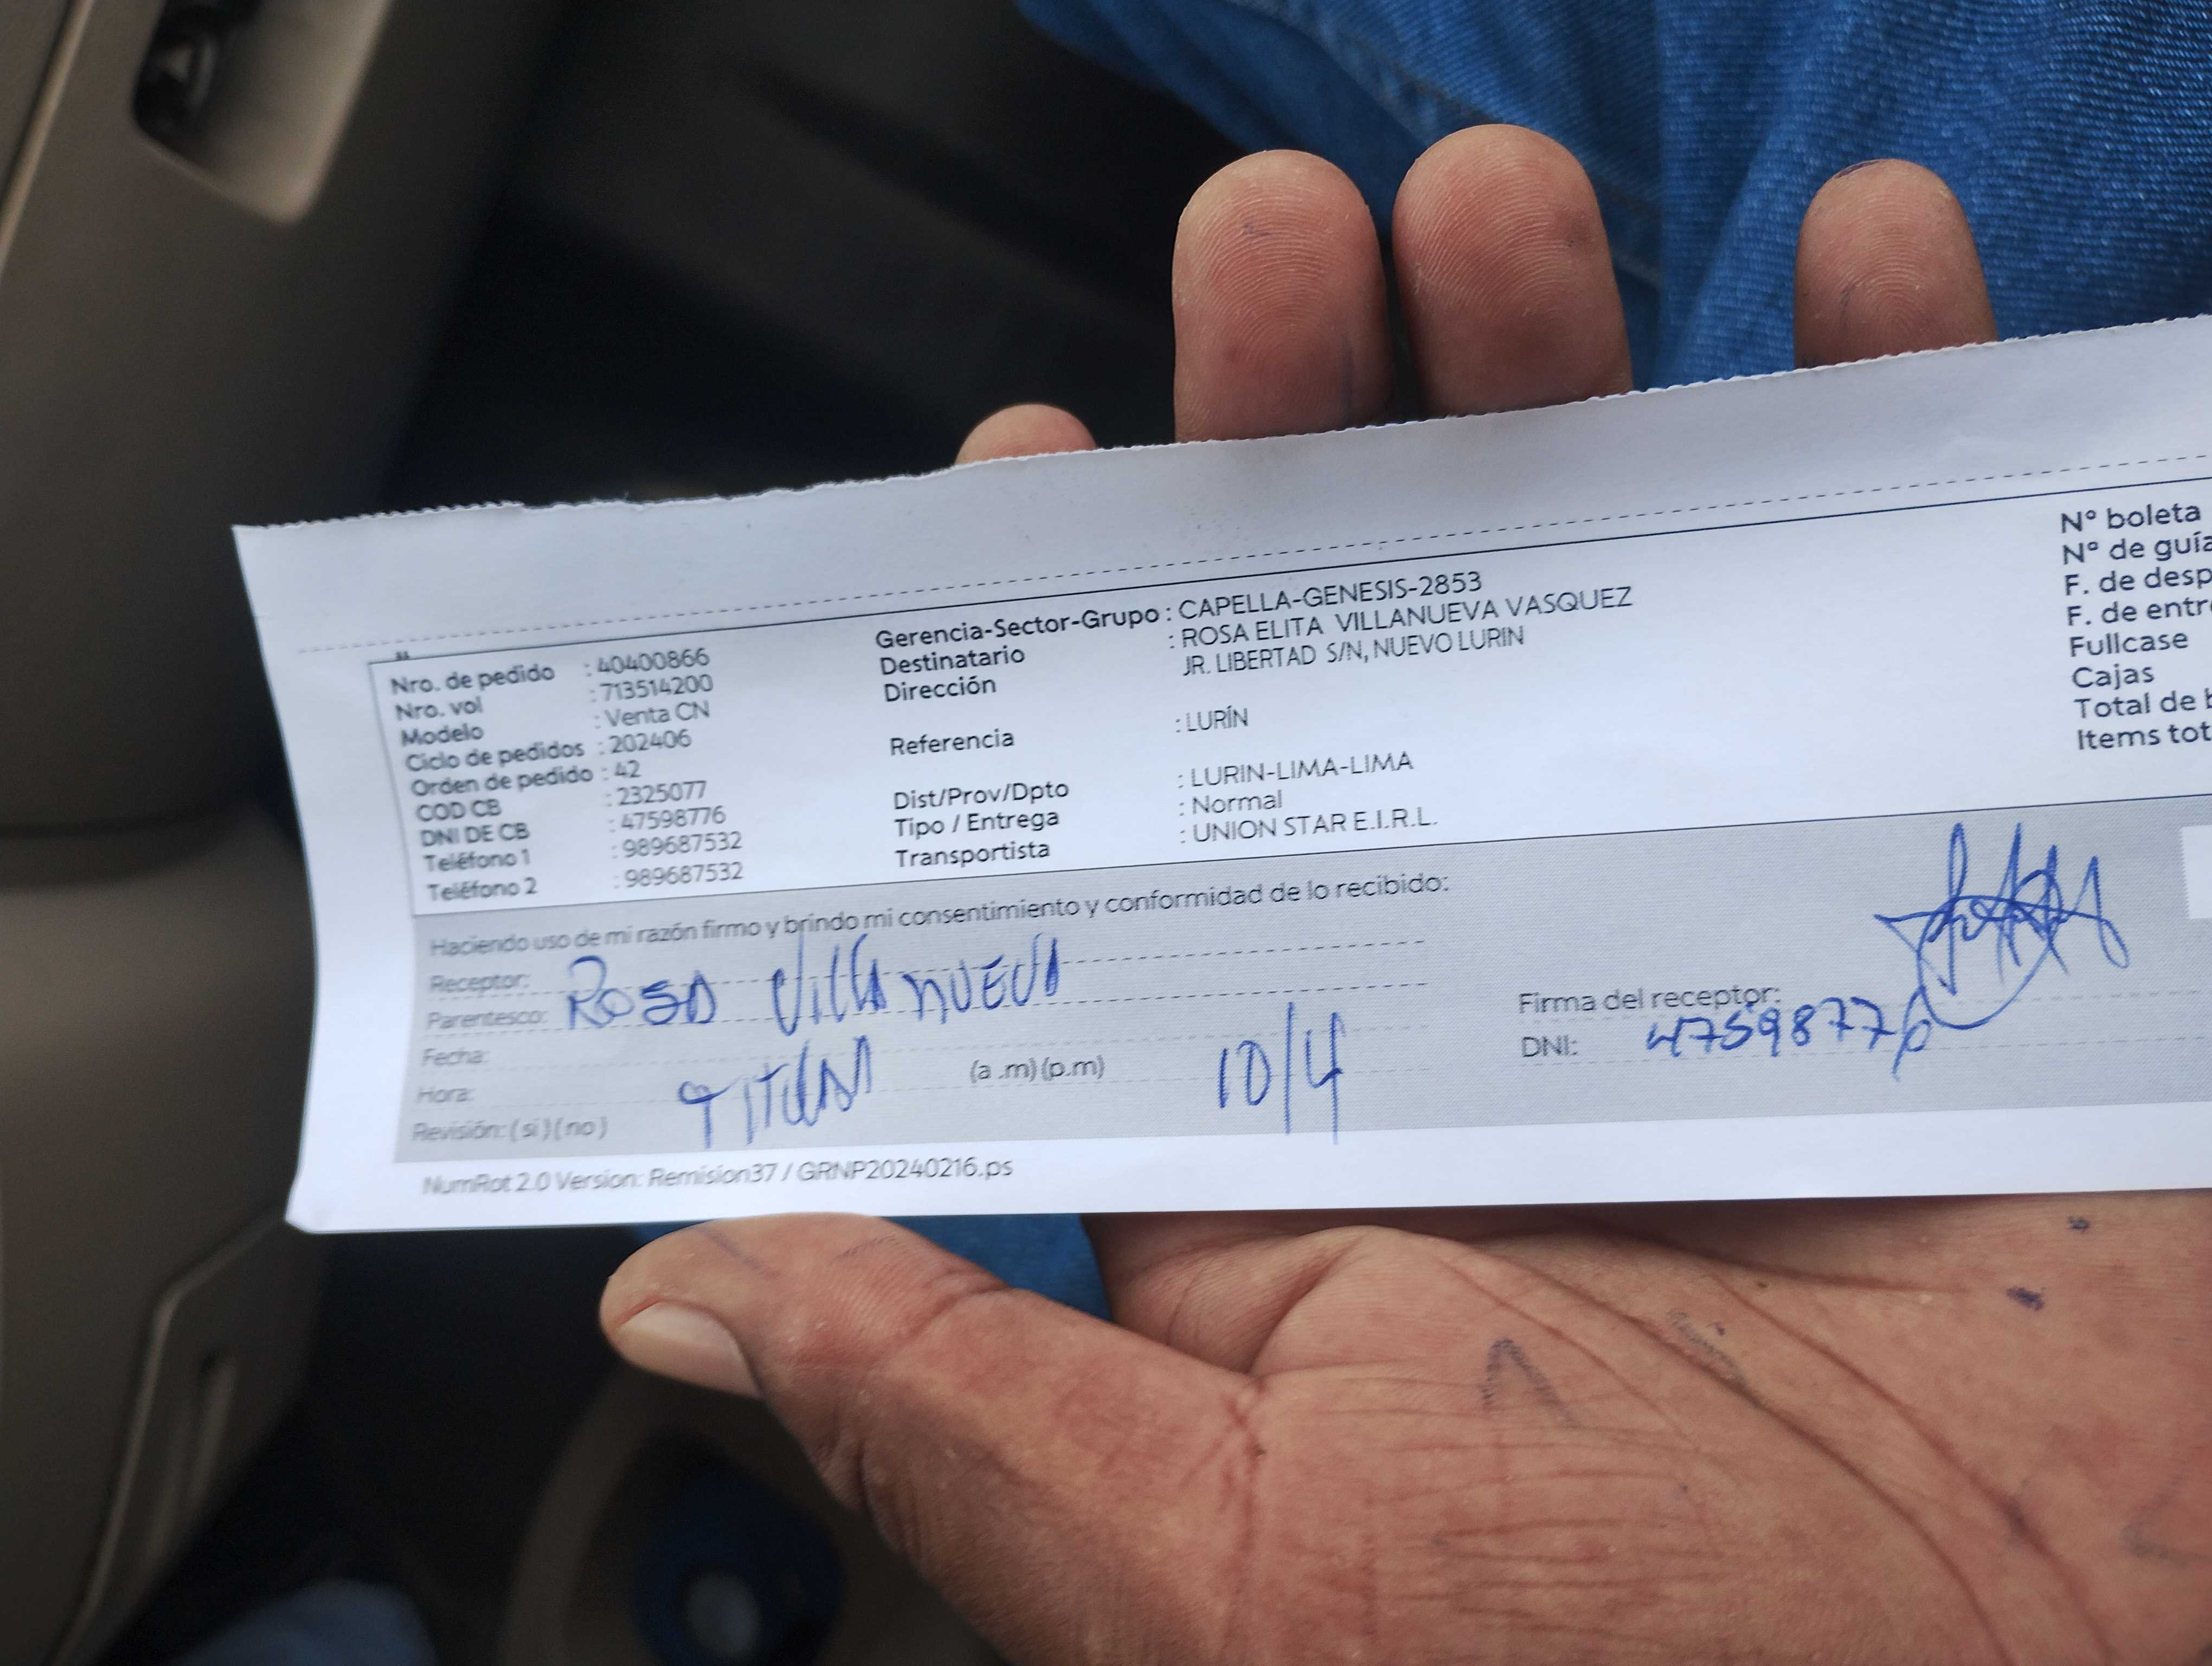 Nro. de pedido : 40400866
Nro. vol : 713514200
Modelo : Venta CN
Ciclo de pedidos : 202406
Orden de pedido : 42
COD CB : 2325077
DNI DE CB : 47598776
Teléfono 1 : 989687532
Teléfono 2 : 989687532
Gerencia-Sector-Grupo : CAPELLA-GENESIS-2853
Destinatario : ROSA ELITA VILLANUEVA VASQUEZ
Dirección JR. LIBERTAD S/N, NUEVO LURIN
Referencia : LURÍN
Dist/Prov/Dpto : LURIN-LIMA-LIMA
Tipo / Entrega : Normal
Transportista : UNION STAR E.I.R.L.
N° boleta
N° de guía
F. de desp
F. de entr
Fullcase
Cajas
Total de b
Items tot
Haciendo uso de mi razón firmo y brindo mi consentimiento y conformidad de lo recibido:
Receptor: Rosa Villanueva
Parentesco:
Fecha:
Hora: TITULAR (a .m) (p.m) 10/4
Revisión: ( si ) ( no )
Firma del receptor:
DNI: 47598776
NumRot 2.0 Version: Remision37 / GRNP20240216.ps